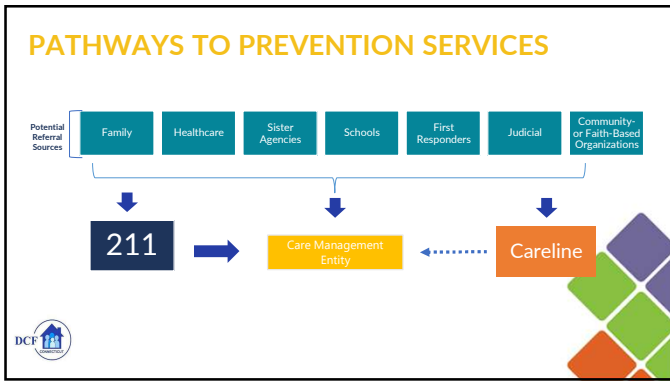 PATHWAYS TO PREVENTION SERVICES
Potential
Referral
Sources
Family
Healthcare
Sister
Agencies
Schools
First
Responders
Judicial
Community-
or Faith-Based
Organizations
211
Care Management
Entity
Careline
DCF
CONNECTICUT